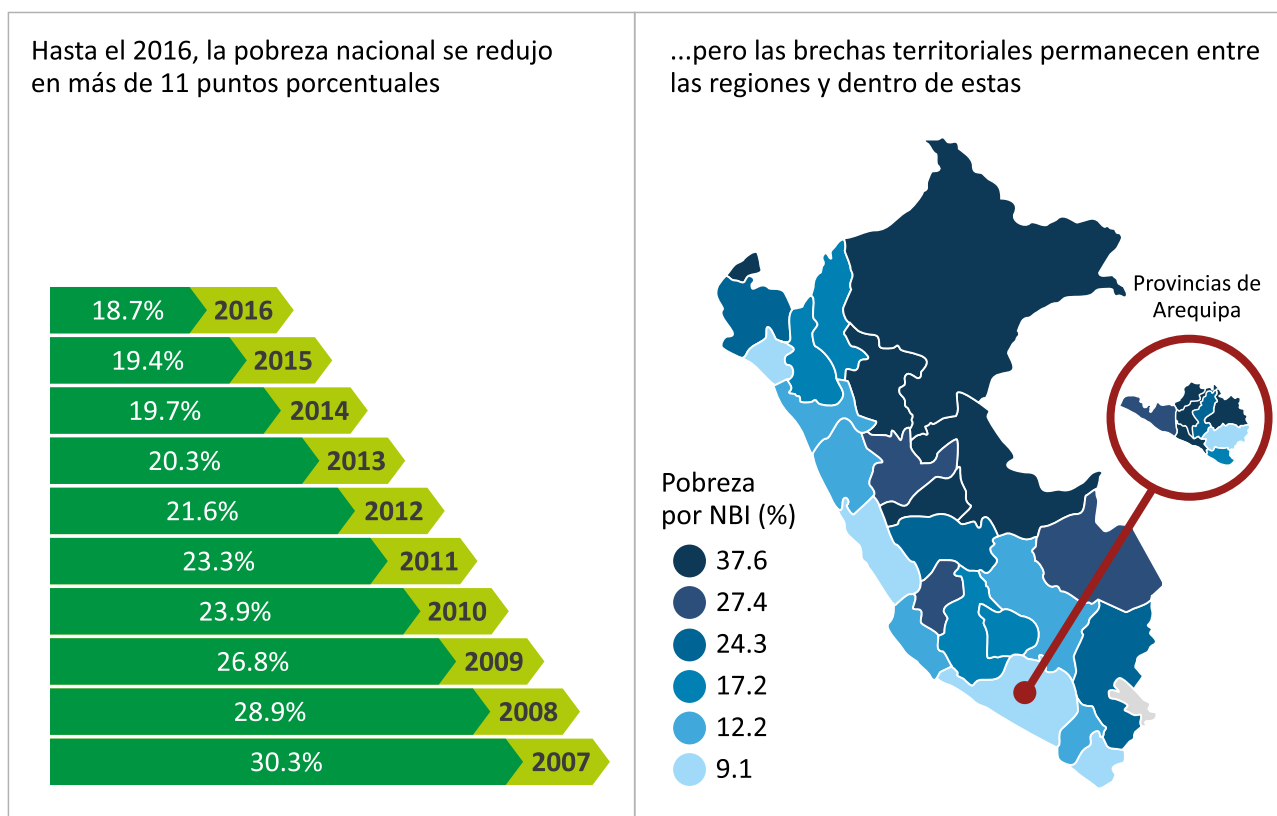 Hasta el 2016, la pobreza nacional se redujo
en más de 11 puntos porcentuales
18.7% 2016
19.4% 2015
19.7% 2014
20.3% 2013
21.6% 2012
23.3% 2011
23.9% 2010
26.8% 2009
28.9% 2008
30.3% 2007
...pero las brechas territoriales permanecen entre
las regiones y dentro de estas
Provincias de
Arequipa
Pobreza
por NBI (%)
37.6
27.4
24.3
17.2
12.2
9.1